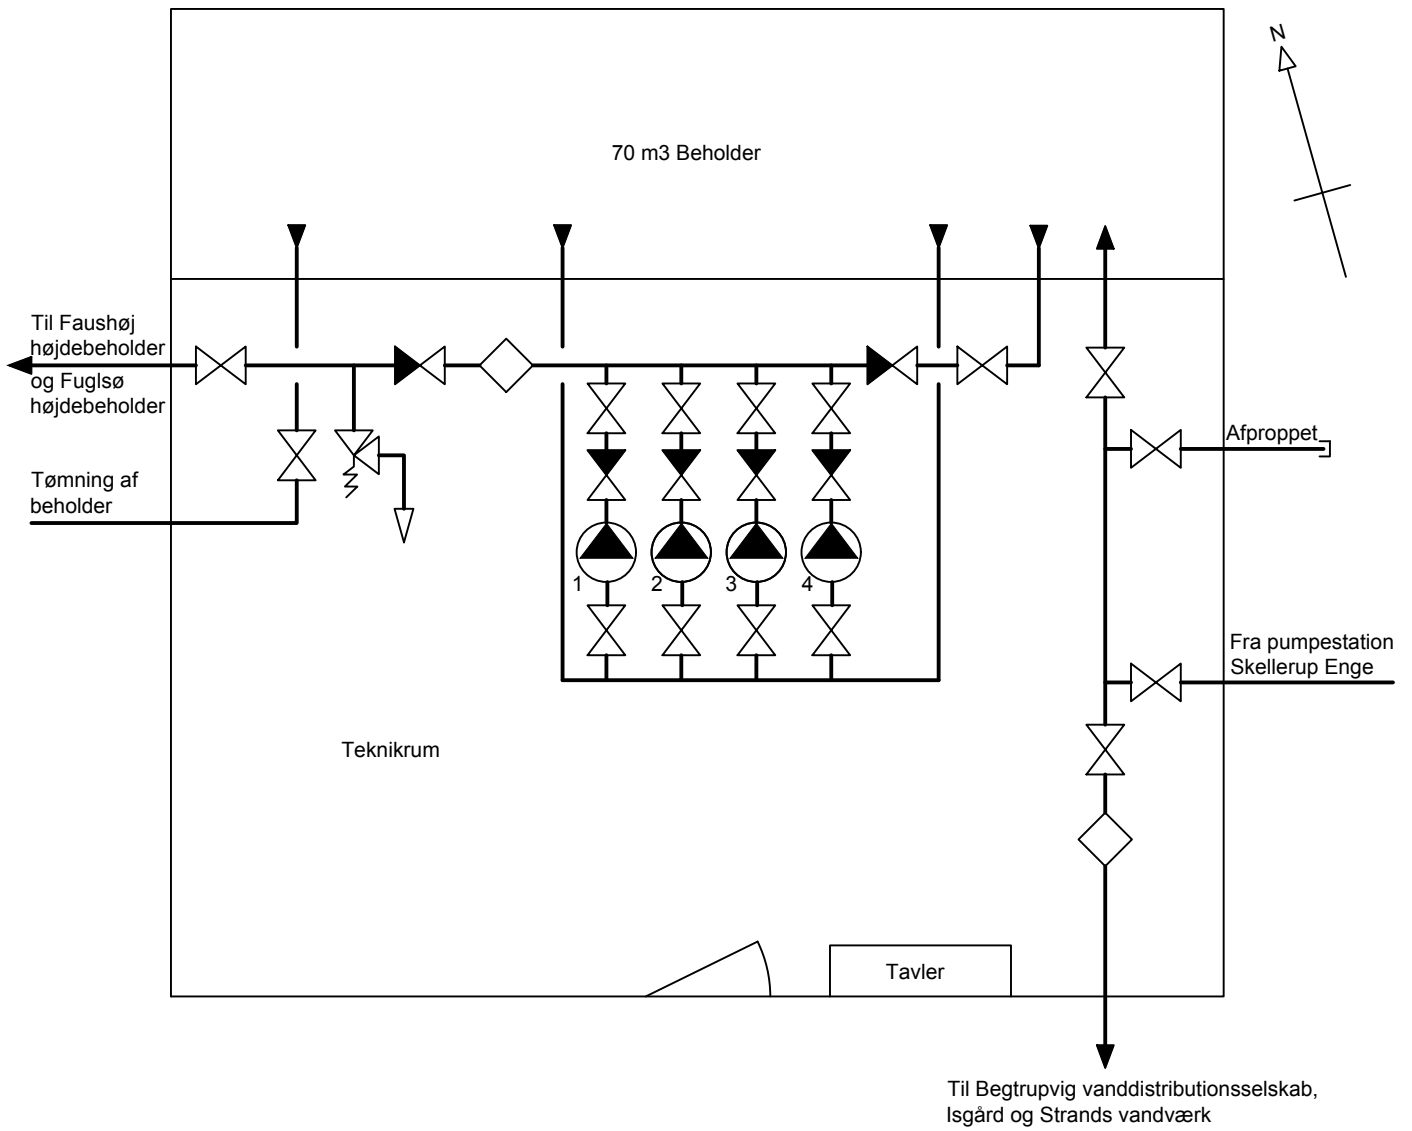 N
70 m3 Beholder
Til Faushøj
højdebeholder
og Fuglsø
højdebeholder
Afproppet
Tømning af
beholder
1
2
3
4
Fra pumpestation
Skellerup Enge
Teknikrum
Tavler
Til Begtrupvig vanddistributionsselskab,
Isgård og Strands vandværk